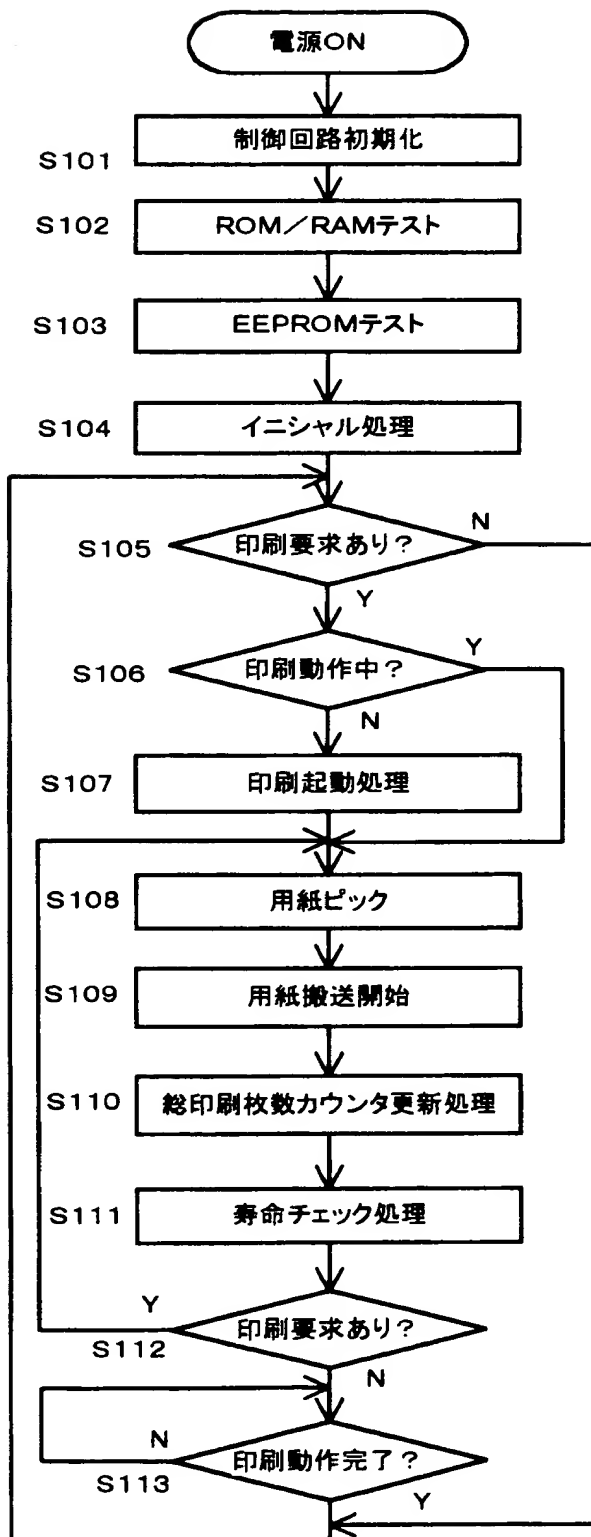 電源ON
制御回路初期化
S101
S102
ROM／RAMテスト
S103
EEPROMテスト
S104
イニシャル処理
N
S105
印刷要求あり？
Y
Y
S106
印刷動作中？
N
S107
印刷起動処理
S108
用紙ピック
S109
用紙搬送開始
S110
総印刷枚数カウンタ更新処理
S111
寿命チェック処理
Y
印刷要求あり？
S112
N
N
印刷動作完了？
S113
Y